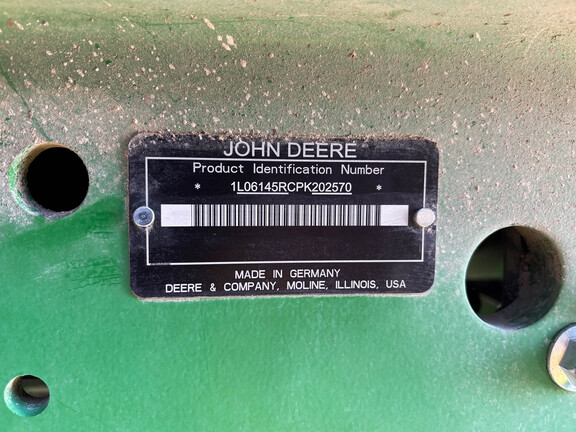 JOHN DEERE
Product Identification Number
* 1L06145RCPK202570 *
MADE IN GERMANY
DEERE & COMPANY, MOLINE, ILLINOIS, USA